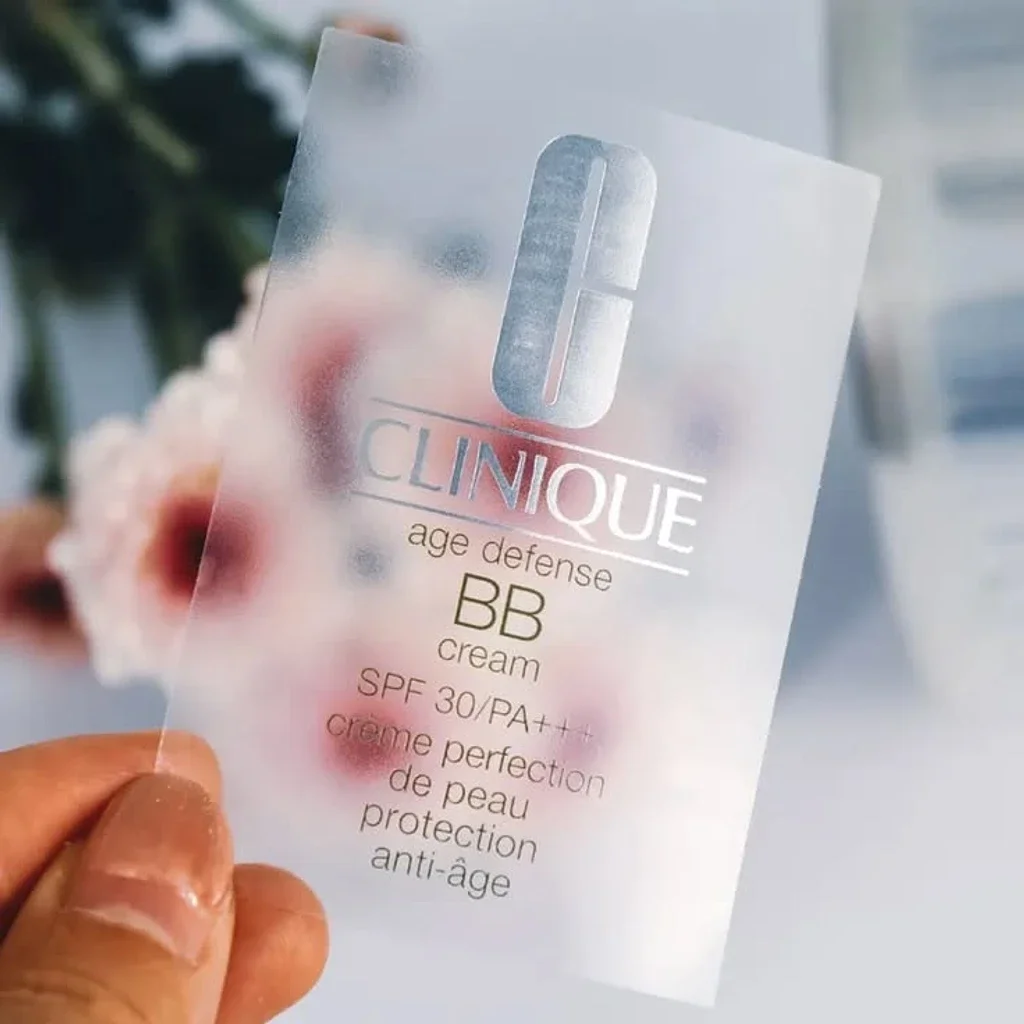 CLINIQUE
age defense
BB
cream
SPF 30/PA+++
crème perfection
de peau
protection
anti-âge